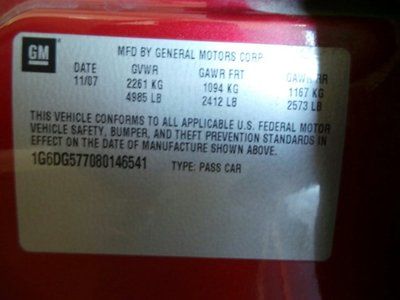 GM
MFD BY GENERAL MOTORS CORP
DATE GVWR GAWR FRT GAWR RR
11/07 2261 KG 1094 KG 1167 KG
4985 LB 2412 LB 2573 LB
THIS VEHICLE CONFORMS TO ALL APPLICABLE U.S. FEDERAL MOTOR
VEHICLE SAFETY, BUMPER, AND THEFT PREVENTION STANDARDS IN
EFFECT ON THE DATE OF MANUFACTURE SHOWN ABOVE.
1G6DG577080146541 TYPE: PASS CAR